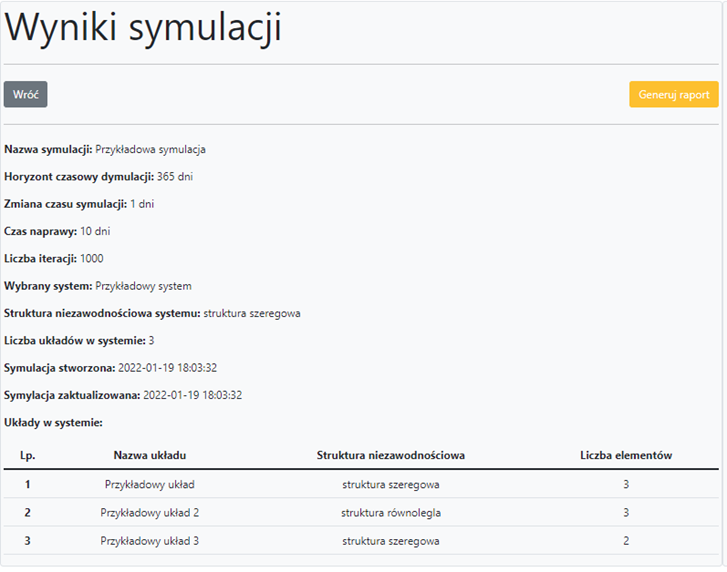 Wyniki symulacji
Wróć
Generuj raport
Nazwa symulacji: Przykładowa symulacja
Horyzont czasowy dymulacji: 365 dni
Zmiana czasu symulacji: 1 dni
Czas naprawy: 10 dni
Liczba iteracji: 1000
Wybrany system: Przykładowy system
Struktura niezawodnościowa systemu: struktura szeregowa
Liczba układów w systemie: 3
Symulacja stworzona: 2022-01-19 18:03:32
Symylacja zaktualizowana: 2022-01-19 18:03:32
Układy w systemie:
Lp. Nazwa układu Struktura niezawodnościowa Liczba elementów
1 Przykładowy układ struktura szeregowa 3
2 Przykładowy układ 2 struktura równolegla 3
3 Przykładowy układ 3 struktura szeregowa 2